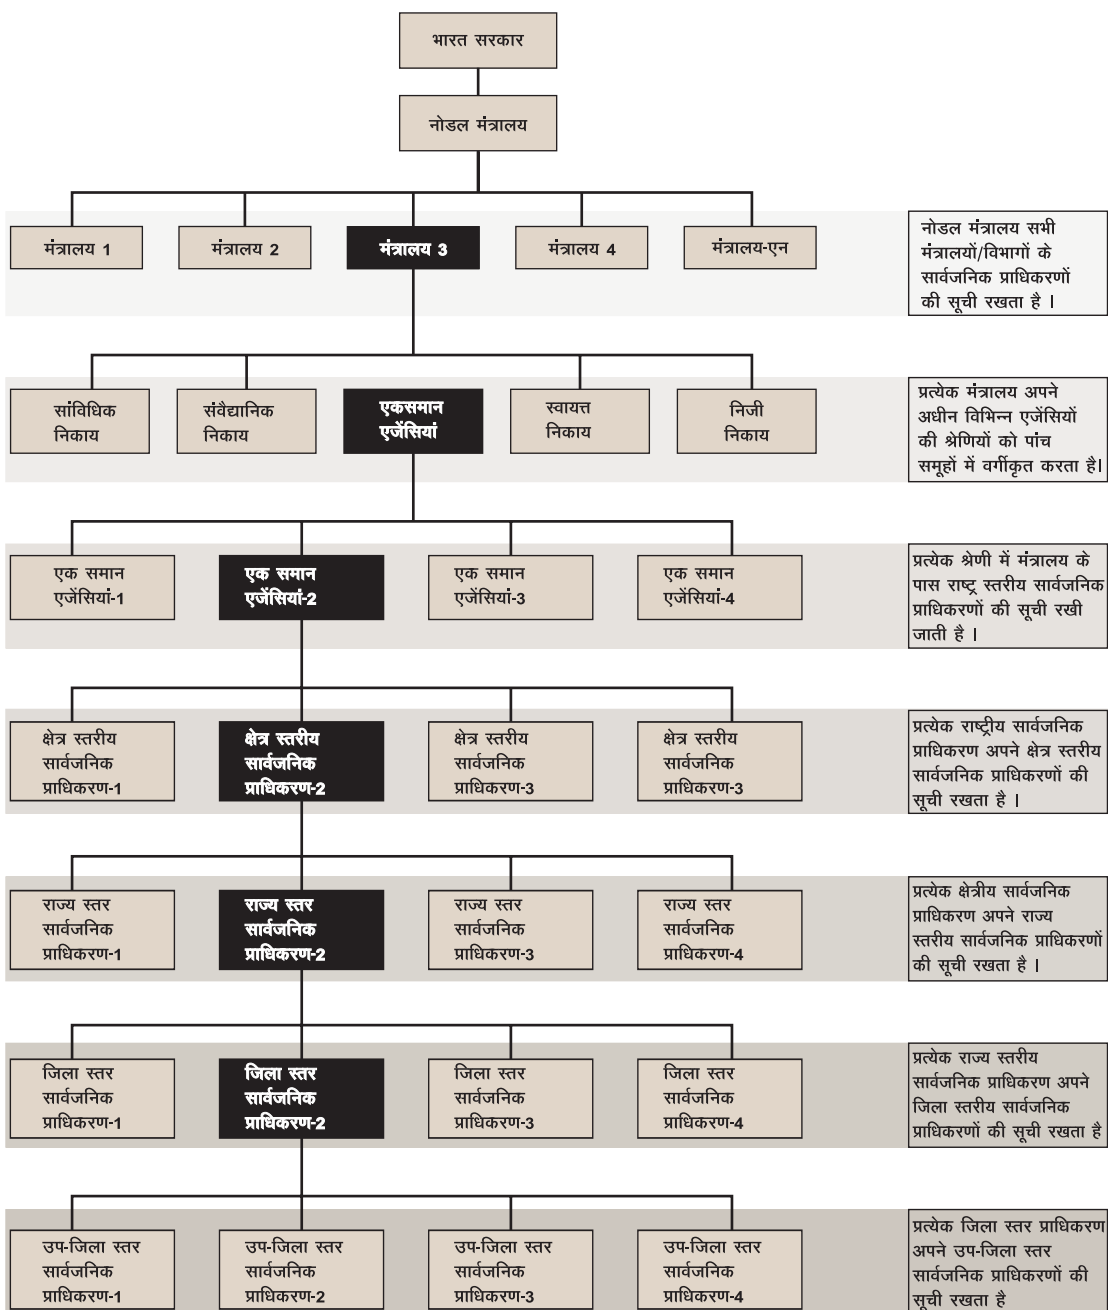 भारत सरकार
नोडल मंत्रालय
मंत्रालय 1
मंत्रालय 2
मंत्रालय 3
मंत्रालय 4
मंत्रालय-एन
नोडल मंत्रालय सभी
मंत्रालयों/विभागों के
सार्वजनिक प्राधिकरणों
की सूची रखता है ।
सांविधिक
निकाय
संवैद्यानिक
निकाय
एकसमान
एजेंसियां
स्वायत्त
निकाय
निजी
निकाय
प्रत्येक मंत्रालय अपने
अधीन विभिन्न एजेंसियों
की श्रेणियों को पांच
समूहों में वर्गीकृत करता है।
एक समान
एजेंसियां-1
एक समान
एजेंसियां-2
एक समान
एजेंसियां-3
एक समान
एजेंसियां-4
प्रत्येक श्रेणी में मंत्रालय के
पास राष्ट्र स्तरीय सार्वजनिक
प्राधिकरणों की सूची रखी
जाती है ।
क्षेत्र स्तरीय
सार्वजनिक
प्राधिकरण-1
क्षेत्र स्तरीय
सार्वजनिक
प्राधिकरण-2
क्षेत्र स्तरीय
सार्वजनिक
प्राधिकरण-3
क्षेत्र स्तरीय
सार्वजनिक
प्राधिकरण-3
प्रत्येक राष्ट्रीय सार्वजनिक
प्राधिकरण अपने क्षेत्र स्तरीय
सार्वजनिक प्राधिकरणों की
सूची रखता है ।
राज्य स्तर
सार्वजनिक
प्राधिकरण-1
राज्य स्तर
सार्वजनिक
प्राधिकरण-2
राज्य स्तर
सार्वजनिक
प्राधिकरण-3
राज्य स्तर
सार्वजनिक
प्राधिकरण-4
प्रत्येक क्षेत्रीय सार्वजनिक
प्राधिकरण अपने राज्य
स्तरीय सार्वजनिक प्राधिकरणों
की सूची रखता है ।
जिला स्तर
सार्वजनिक
प्राधिकरण-1
जिला स्तर
सार्वजनिक
प्राधिकरण-2
जिला स्तर
सार्वजनिक
प्राधिकरण-3
जिला स्तर
सार्वजनिक
प्राधिकरण-4
प्रत्येक राज्य स्तरीय
सार्वजनिक प्राधिकरण अपने
जिला स्तरीय सार्वजनिक
प्राधिकरणों की सूची रखता है
उप-जिला स्तर
सार्वजनिक
प्राधिकरण-1
उप-जिला स्तर
सार्वजनिक
प्राधिकरण-2
उप-जिला स्तर
सार्वजनिक
प्राधिकरण-3
उप-जिला स्तर
सार्वजनिक
प्राधिकरण-4
प्रत्येक जिला स्तर प्राधिकरण
अपने उप-जिला स्तर
सार्वजनिक प्राधिकरणों की
सूची रखता है